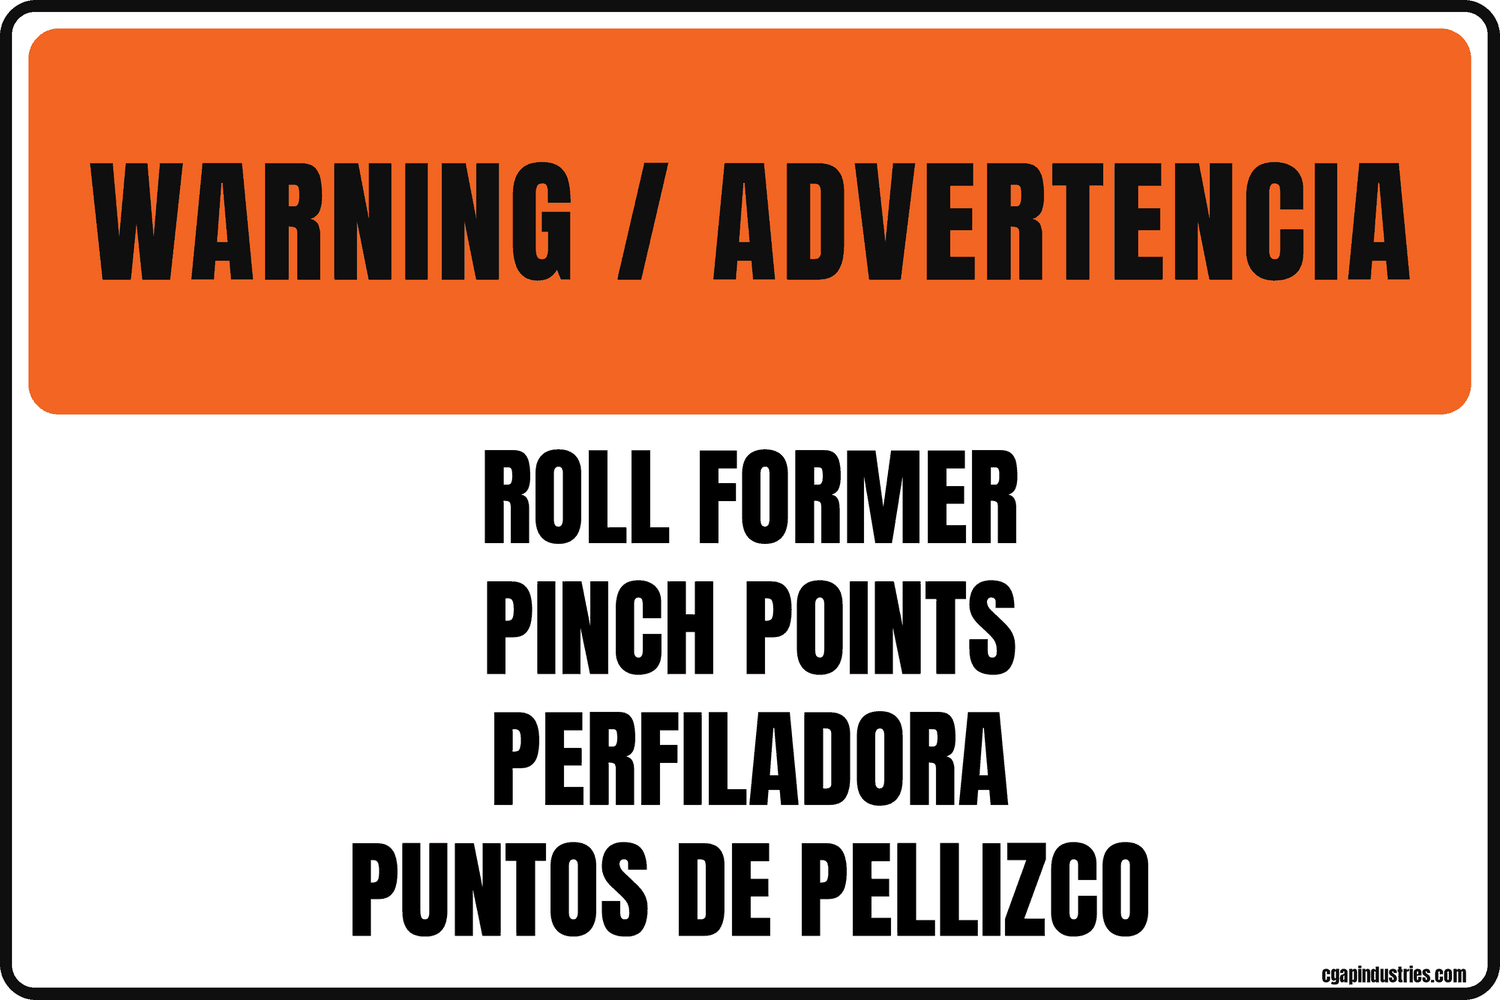 WARNING / ADVERTENCIA
ROLL FORMER
PINCH POINTS
PERFILADORA
PUNTOS DE PELLIZCO
cgapindustries.com